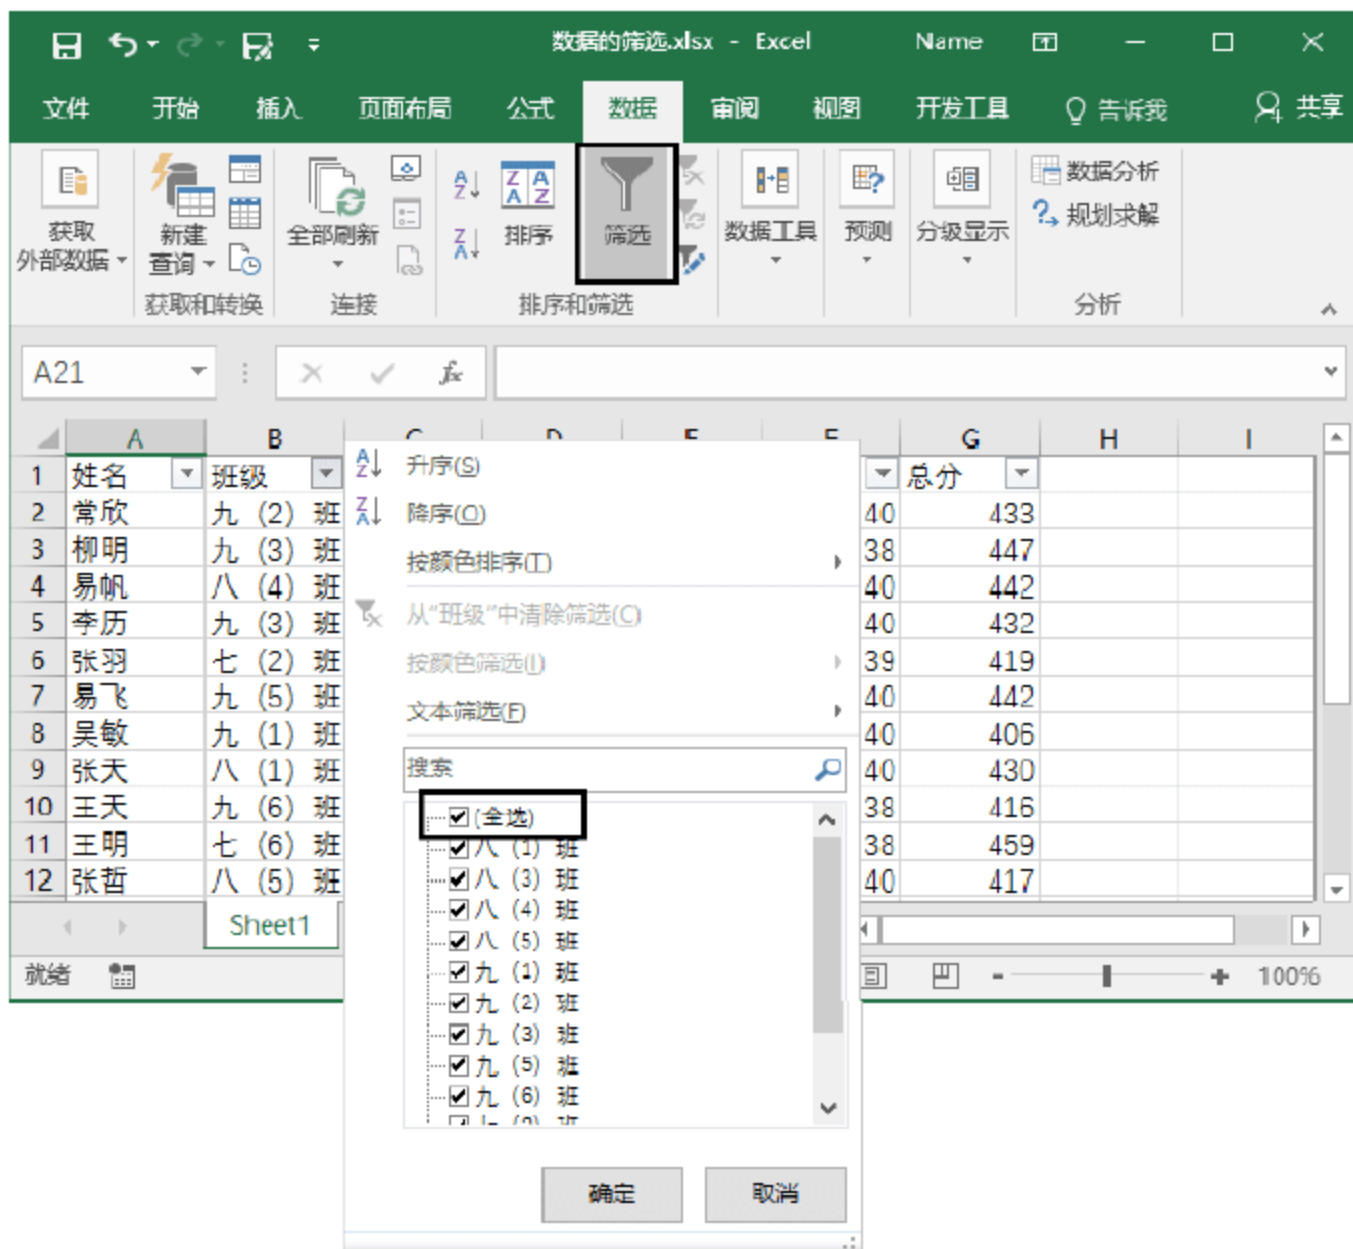 数据的筛选.xlsx - Excel Name
文件 开始 插入 页面布局 公式 数据 审阅 视图 开发工具 告诉我 共享
获取
外部数据
新建
查询
全部刷新
排序
筛选
数据工具
预测
分级显示
数据分析
规划求解
获取和转换 连接 排序和筛选 分析
A21 fx
A B G H I
1 姓名 班级 总分
2 常欣 九 (2) 班 40 433
3 柳明 九 (3) 班 38 447
4 易帆 八 (4) 班 40 442
5 李历 九 (3) 班 40 432
6 张羽 七 (2) 班 39 419
7 易飞 九 (5) 班 40 442
8 吴敏 九 (1) 班 40 406
9 张天 八 (1) 班 40 430
10 王天 九 (6) 班 38 416
11 王明 七 (6) 班 38 459
12 张哲 八 (5) 班 40 417
升序(S)
降序(O)
按颜色排序(T)
从"班级"中清除筛选(C)
按颜色筛选(I)
文本筛选(F)
搜索
(全选)
八 (1) 班
八 (3) 班
八 (4) 班
八 (5) 班
九 (1) 班
九 (2) 班
九 (3) 班
九 (5) 班
九 (6) 班
确定 取消
Sheet1
就绪 100%